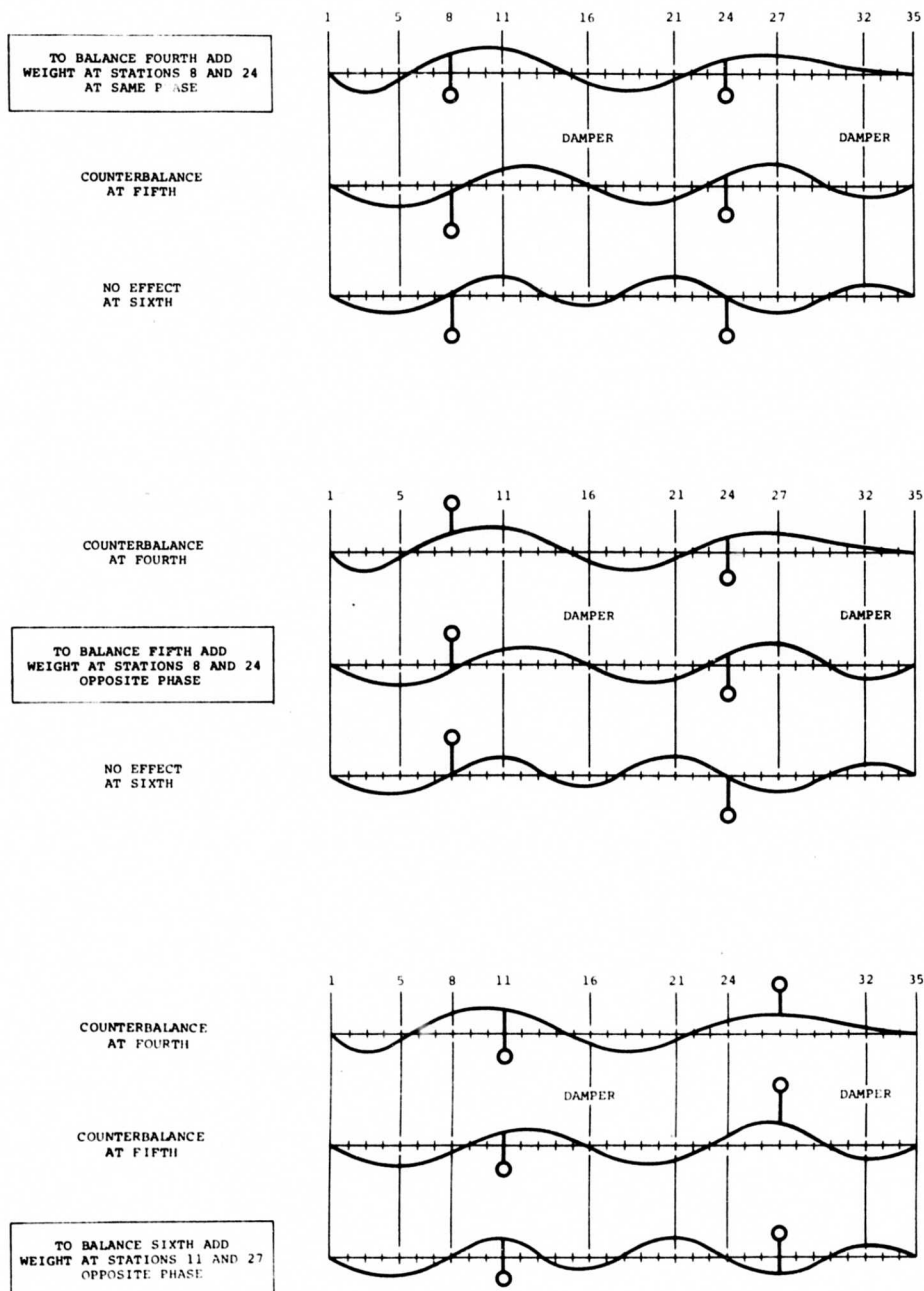 1 5 8 11 16 21 24 27 32 35
TO BALANCE FOURTH ADD
WEIGHT AT STATIONS 8 AND 24
AT SAME P ASE
DAMPER DAMPER
COUNTERBALANCE
AT FIFTH
NO EFFECT
AT SIXTH
1 5 11 16 21 24 27 32 35
COUNTERBALANCE
AT FOURTH
DAMPER DAMPER
TO BALANCE FIFTH ADD
WEIGHT AT STATIONS 8 AND 24
OPPOSITE PHASE
NO EFFECT
AT SIXTH
1 5 8 11 16 21 24 32 35
COUNTERBALANCE
AT FOURTH
DAMPER DAMPER
COUNTERBALANCE
AT FIFTH
TO BALANCE SIXTH ADD
WEIGHT AT STATIONS 11 AND 27
OPPOSITE PHASE